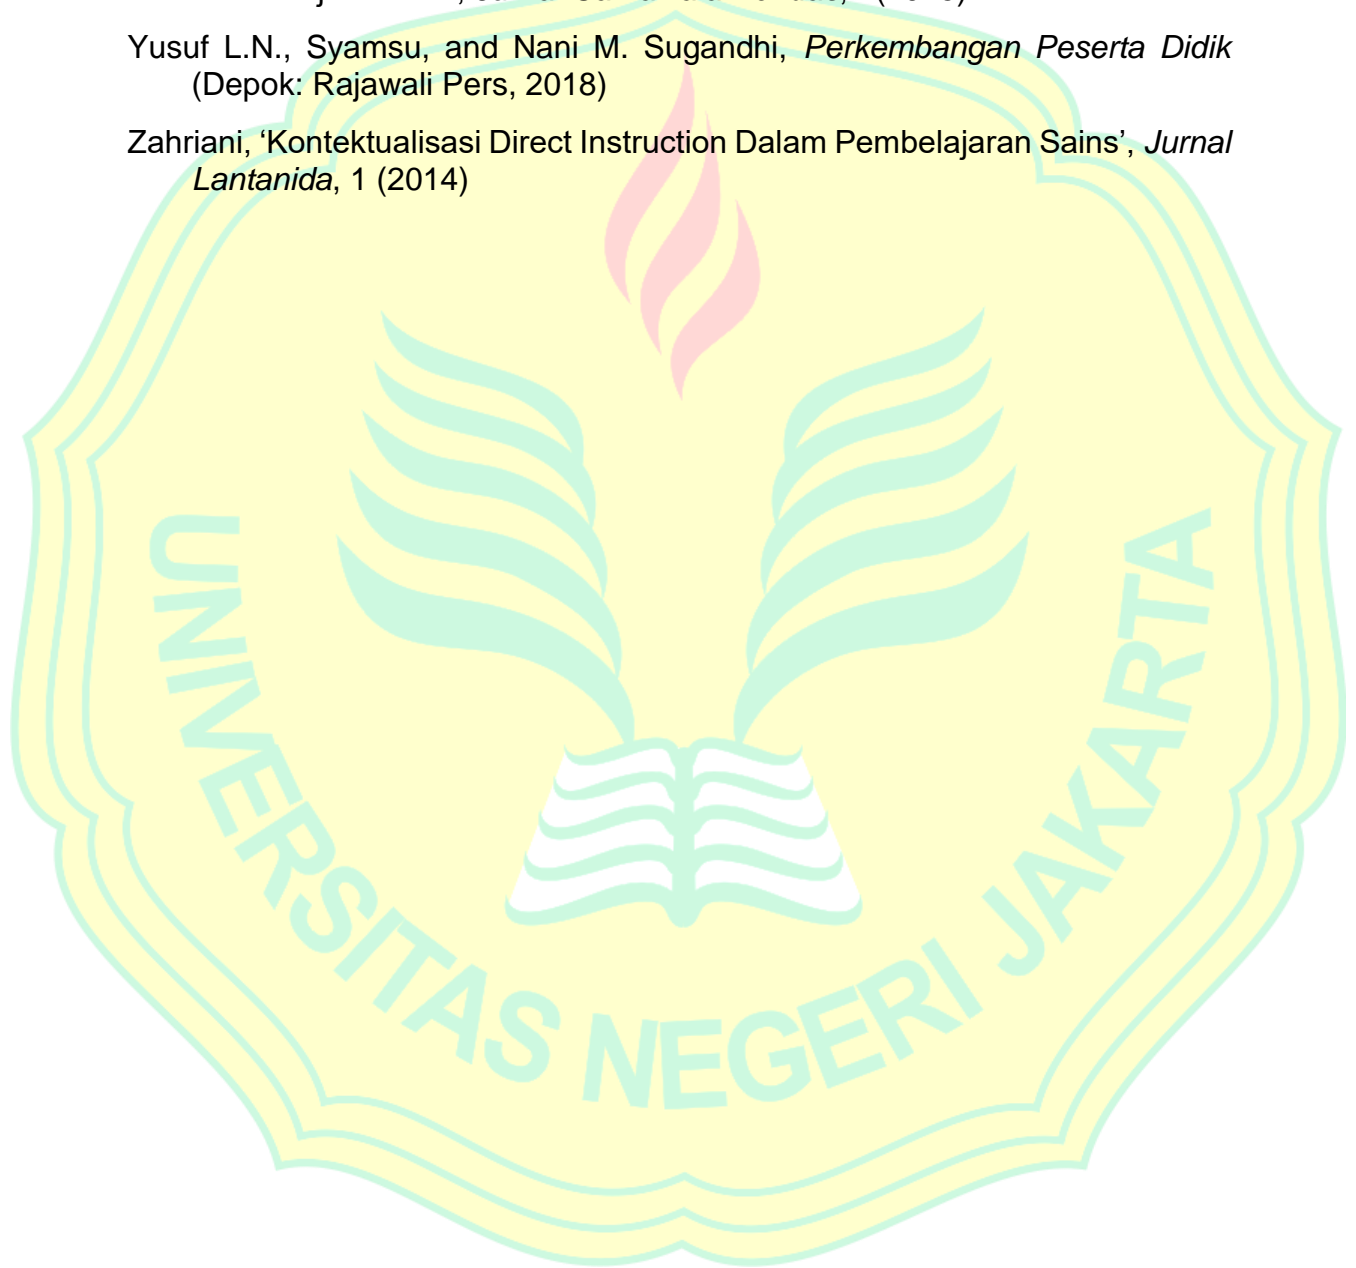 Yusuf L.N., Syamsu, and Nani M. Sugandhi, Perkembangan Peserta Didik
(Depok: Rajawali Pers, 2018)
Zahriani, ‘Kontektualisasi Direct Instruction Dalam Pembelajaran Sains’, Jurnal
Lantanida, 1 (2014)
UNIVERSITAS NEGERI JAKARTA